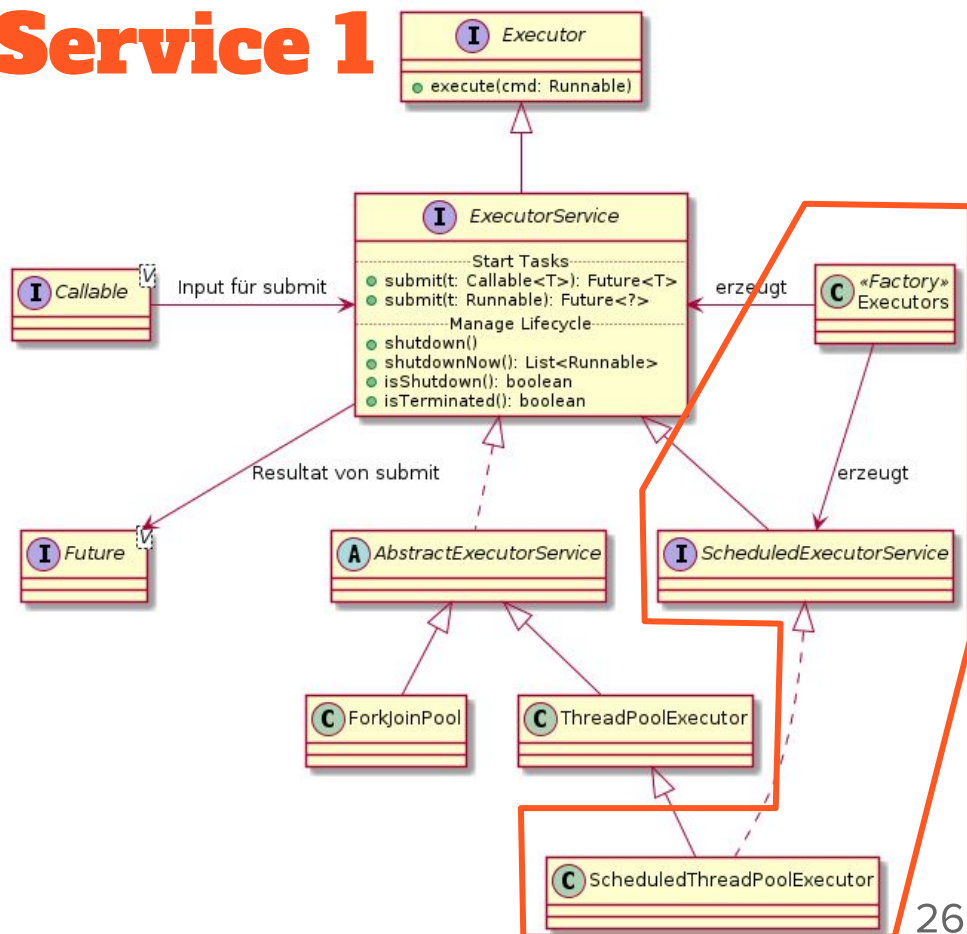 Service 1
I Executor
execute(cmd: Runnable)
I ExecutorService
Start Tasks
submit(t: Callable<T>): Future<T>
submit(t: Runnable): Future<?>
Manage Lifecycle
shutdown()
shutdownNow(): List<Runnable>
isShutdown(): boolean
isTerminated(): boolean
I Callable V
Input für submit
erzeugt
C «Factory»
Executors
Resultat von submit
erzeugt
I Future V
A AbstractExecutorService
I ScheduledExecutorService
C ForkJoinPool
C ThreadPoolExecutor
C ScheduledThreadPoolExecutor
26